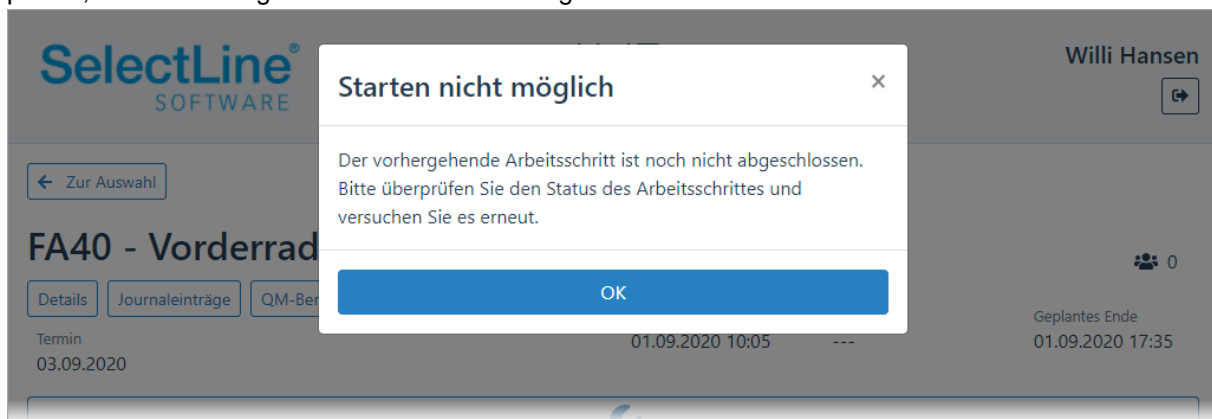 SelectLine®
SOFTWARE
Willi Hansen
Starten nicht möglich
×
Der vorhergehende Arbeitsschritt ist noch nicht abgeschlossen.
Bitte überprüfen Sie den Status des Arbeitsschrittes und
versuchen Sie es erneut.
OK
← Zur Auswahl
FA40 - Vorderrad
0
Details
Journaleinträge
QM-Ber
Termin
03.09.2020
01.09.2020 10:05
---
Geplantes Ende
01.09.2020 17:35